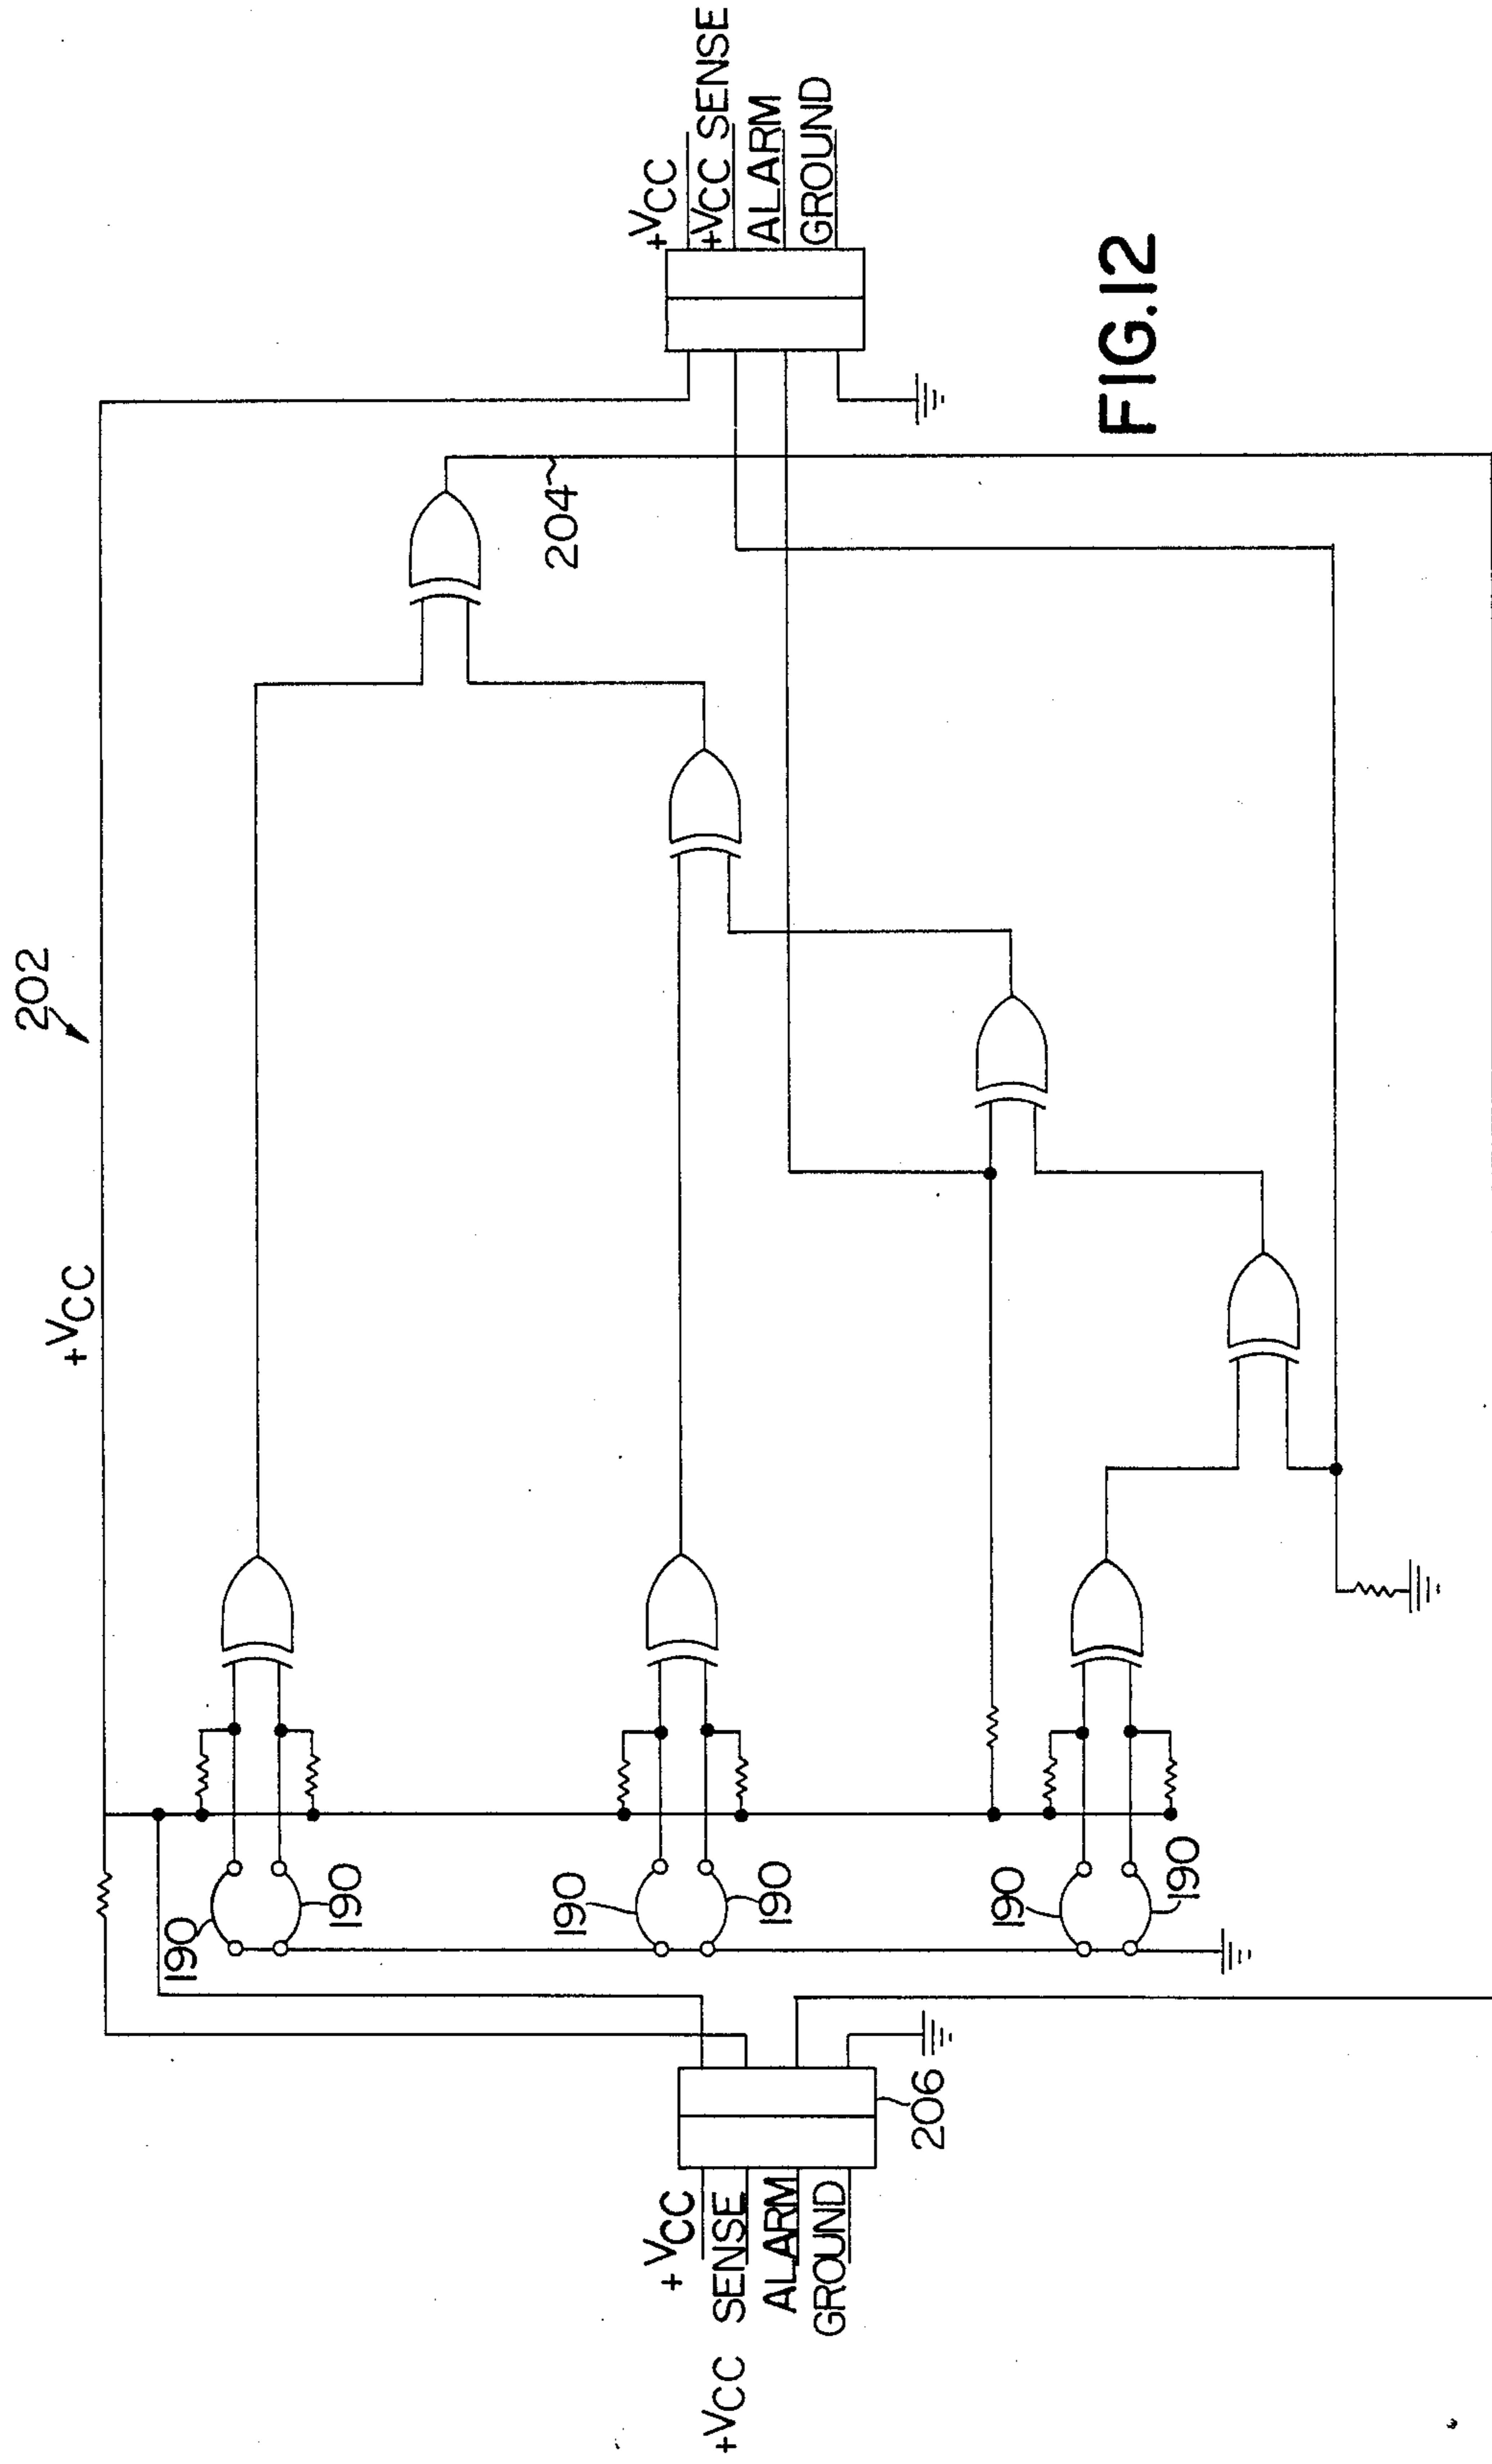 202
+VCC
+VCC
+VCC SENSE
ALARM
GROUND
204
FIG.12
190
190
190
190
190
190
+VCC
+VCC SENSE
ALARM
GROUND
206